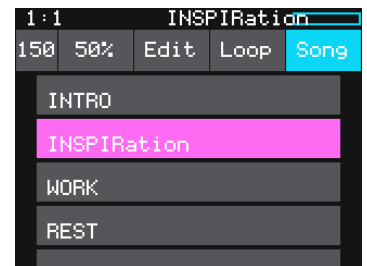 1:1 INSPIRation
150 50% Edit Loop Song
INTRO
INSPIRation
WORK
REST